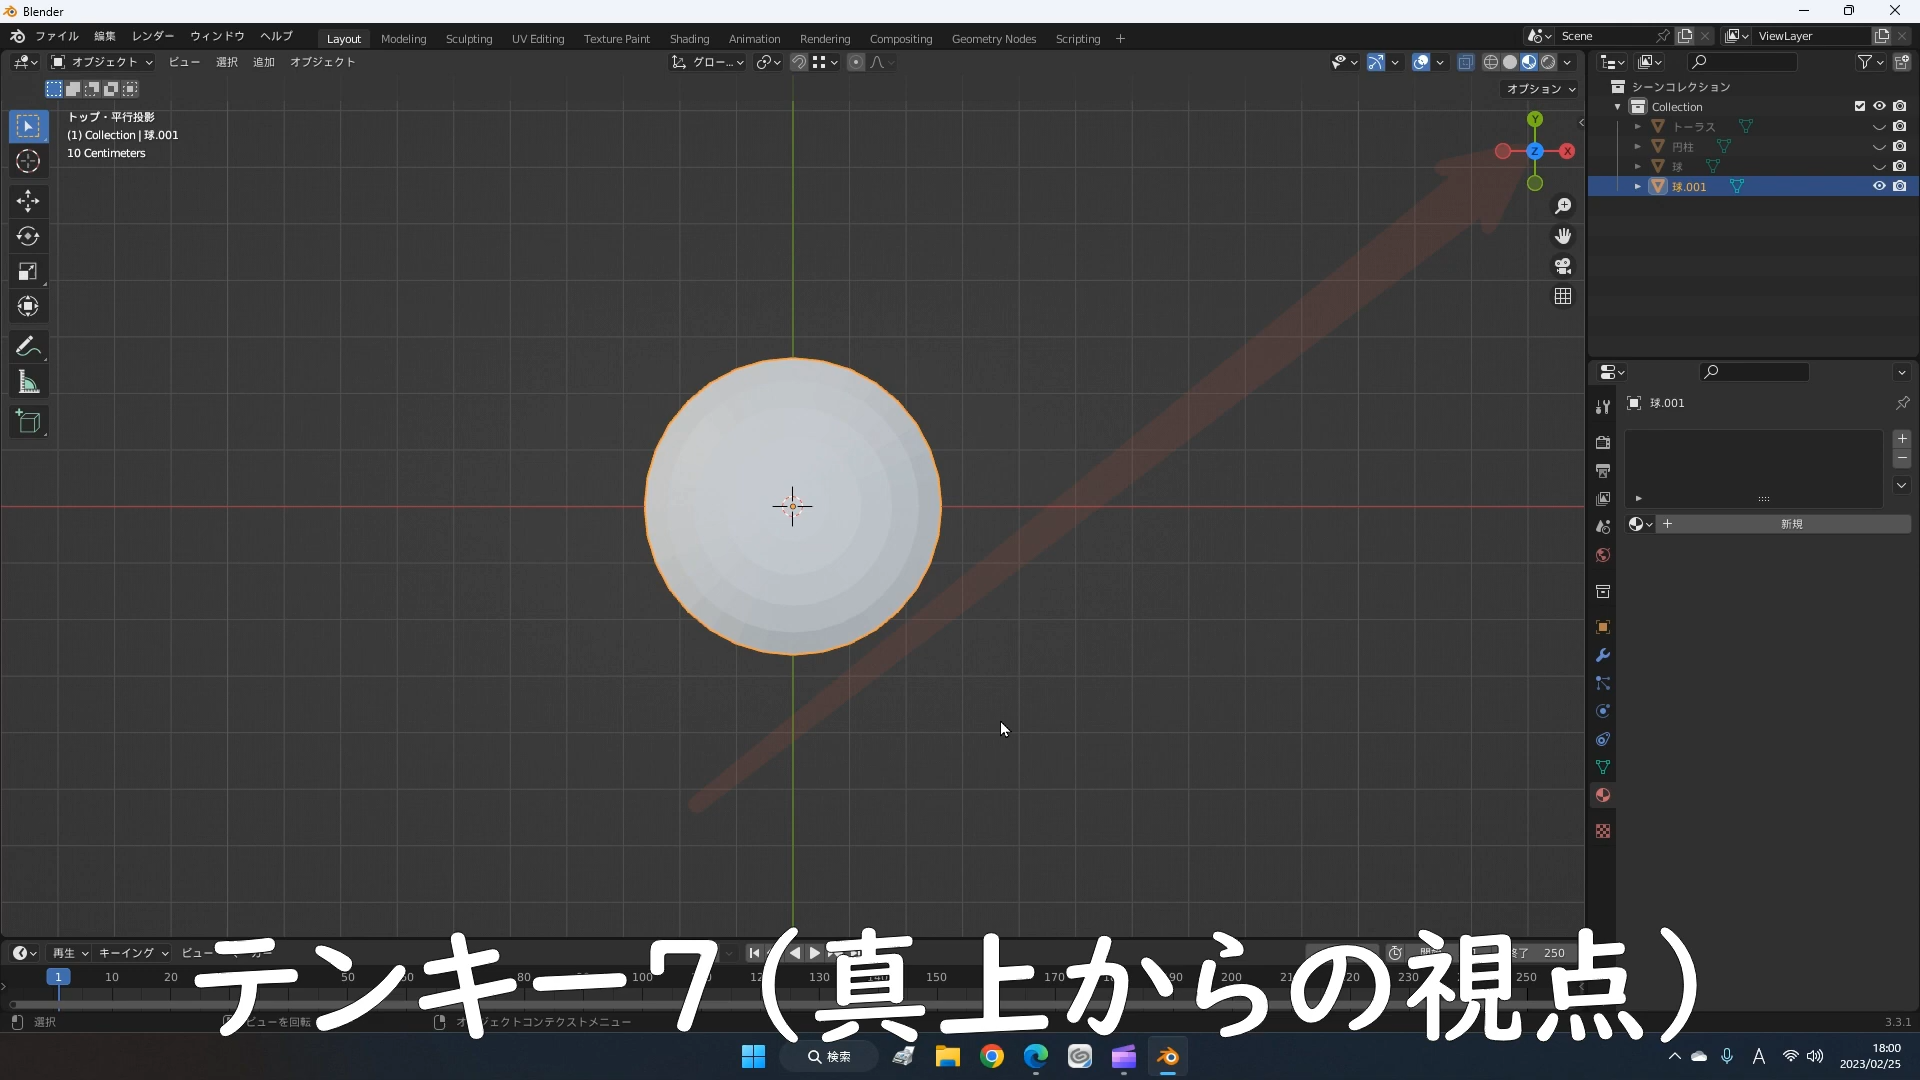 Blender
ファイル 編集 レンダー ウィンドウ ヘルプ Layout Modeling Sculpting UV Editing Texture Paint Shading Animation Rendering Compositing Geometry Nodes Scripting + Scene ViewLayer
オブジェクト ビュー 選択 追加 オブジェクト グロー...
オプション
トップ・平行投影
(1) Collection | 球.001
10 Centimeters
Y
Z X
シーンコレクション
Collection
トーラス
円柱
球
球.001
球.001
新規
再生 キーイング ビュー 終了 250
1 10 20 50 80 100 130 150 170 200 230 250
選択 ビューを回転 オブジェクトコンテクストメニュー 3.3.1
テンキー7(真上からの視点)
検索
A
18:00
2023/02/25